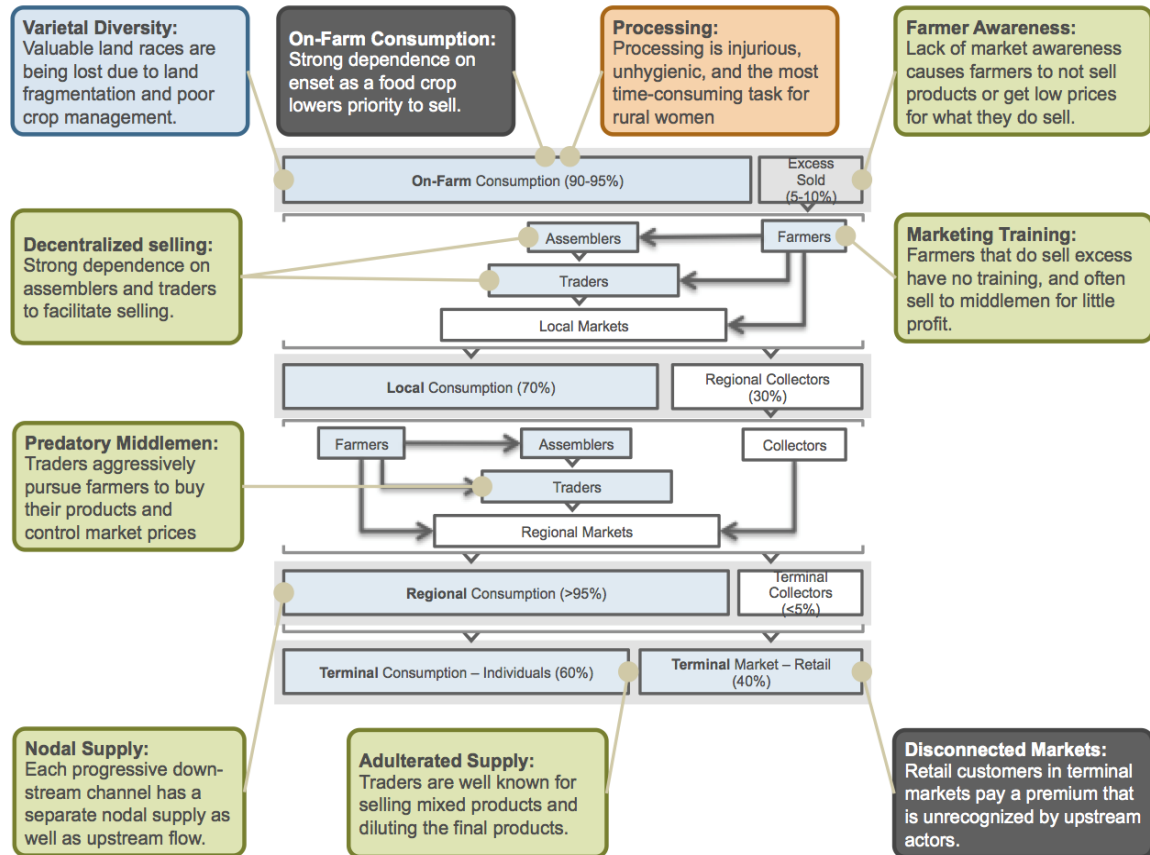 Varietal Diversity:
Valuable land races are
being lost due to land
fragmentation and poor
crop management.
On-Farm Consumption:
Strong dependence on
enset as a food crop
lowers priority to sell.
Processing:
Processing is injurious,
unhygienic, and the most
time-consuming task for
rural women
Farmer Awareness:
Lack of market awareness
causes farmers to not sell
products or get low prices
for what they do sell.
On-Farm Consumption (90-95%)
Excess
Sold
(5-10%)
Decentralized selling:
Strong dependence on
assemblers and traders
to facilitate selling.
Assemblers
Farmers
Traders
Local Markets
Marketing Training:
Farmers that do sell excess
have no training, and often
sell to middlemen for little
profit.
Local Consumption (70%)
Regional Collectors
(30%)
Predatory Middlemen:
Traders aggressively
pursue farmers to buy
their products and
control market prices
Farmers
Assemblers
Collectors
Traders
Regional Markets
Regional Consumption (>95%)
Terminal
Collectors
(<5%)
Terminal Consumption – Individuals (60%)
Terminal Market – Retail
(40%)
Nodal Supply:
Each progressive down-
stream channel has a
separate nodal supply as
well as upstream flow.
Adulterated Supply:
Traders are well known for
selling mixed products and
diluting the final products.
Disconnected Markets:
Retail customers in terminal
markets pay a premium that
is unrecognized by upstream
actors.